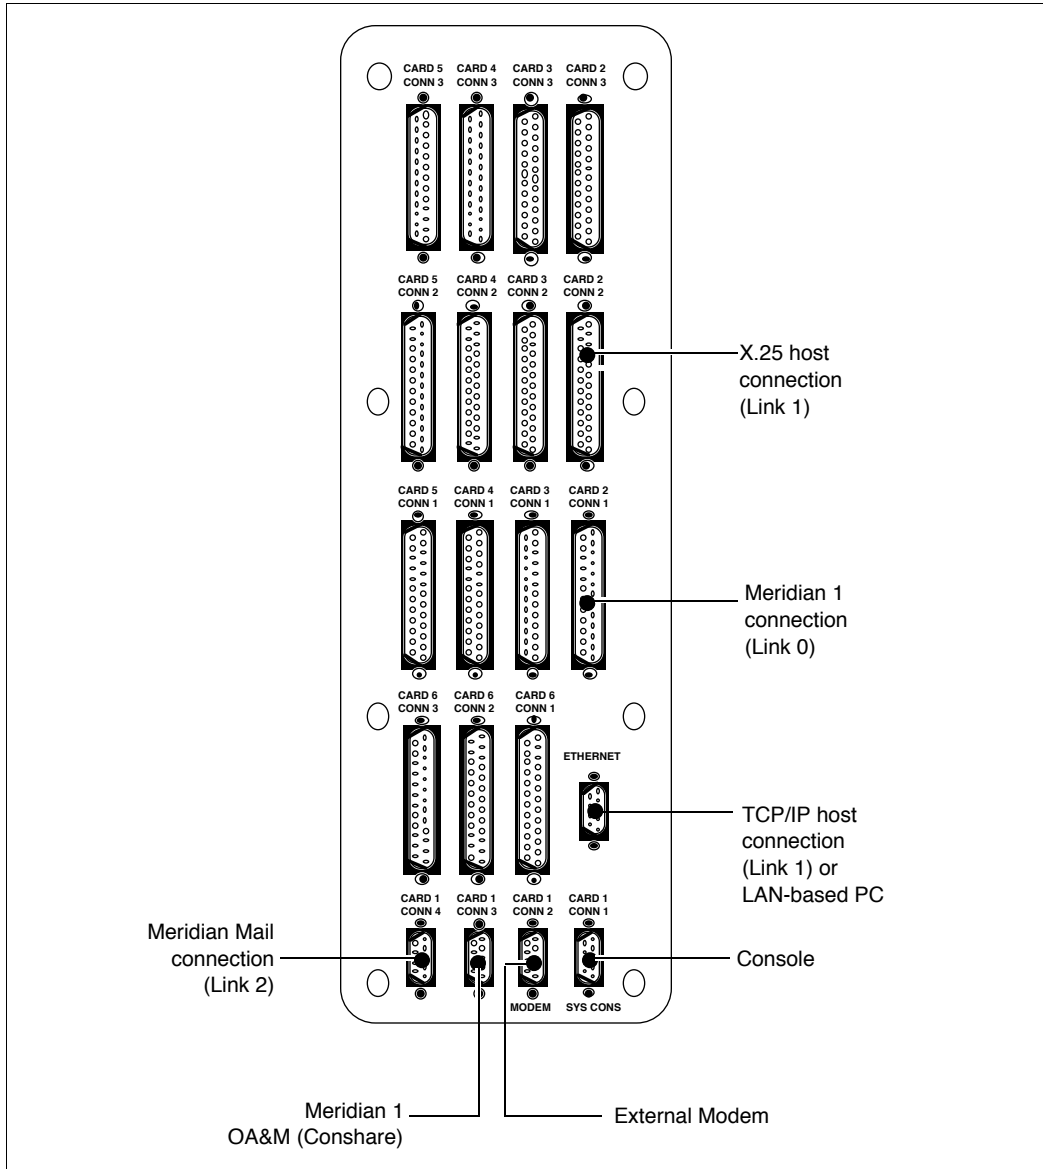 CARD 5 CARD 4 CARD 3 CARD 2
CONN 3 CONN 3 CONN 3 CONN 3
CARD 5 CARD 4 CARD 3 CARD 2
CONN 2 CONN 2 CONN 2 CONN 2
X.25 host
connection
(Link 1)
CARD 5 CARD 4 CARD 3 CARD 2
CONN 1 CONN 1 CONN 1 CONN 1
Meridian 1
connection
(Link 0)
CARD 6 CARD 6 CARD 6
CONN 3 CONN 2 CONN 1
ETHERNET
TCP/IP host
connection
(Link 1) or
LAN-based PC
CARD 1 CARD 1 CARD 1 CARD 1
CONN 4 CONN 3 CONN 2 CONN 1
Meridian Mail
connection
(Link 2)
Console
MODEM SYS CONS
Meridian 1
OA&M (Conshare)
External Modem